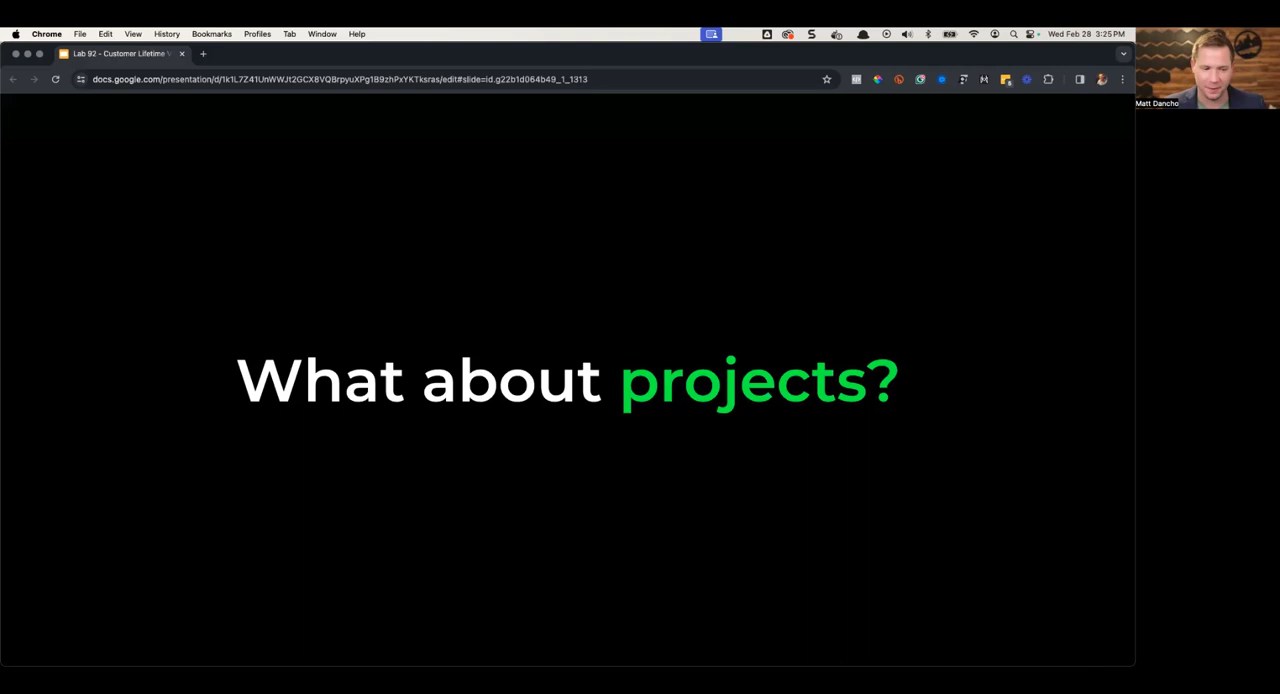 Chrome File Edit View History Bookmarks Profiles Tab Window Help Wed Feb 28 3:25 PM
Lab 92 - Customer Lifetime
docs.google.com/presentation/d/1k1L7Z41UnWWJt2GCX8VQBrpyuXPg1B9zhPxYKTksras/edit#slide=id.g22b1d064b49_1_1313
Matt Dancho
What about projects?